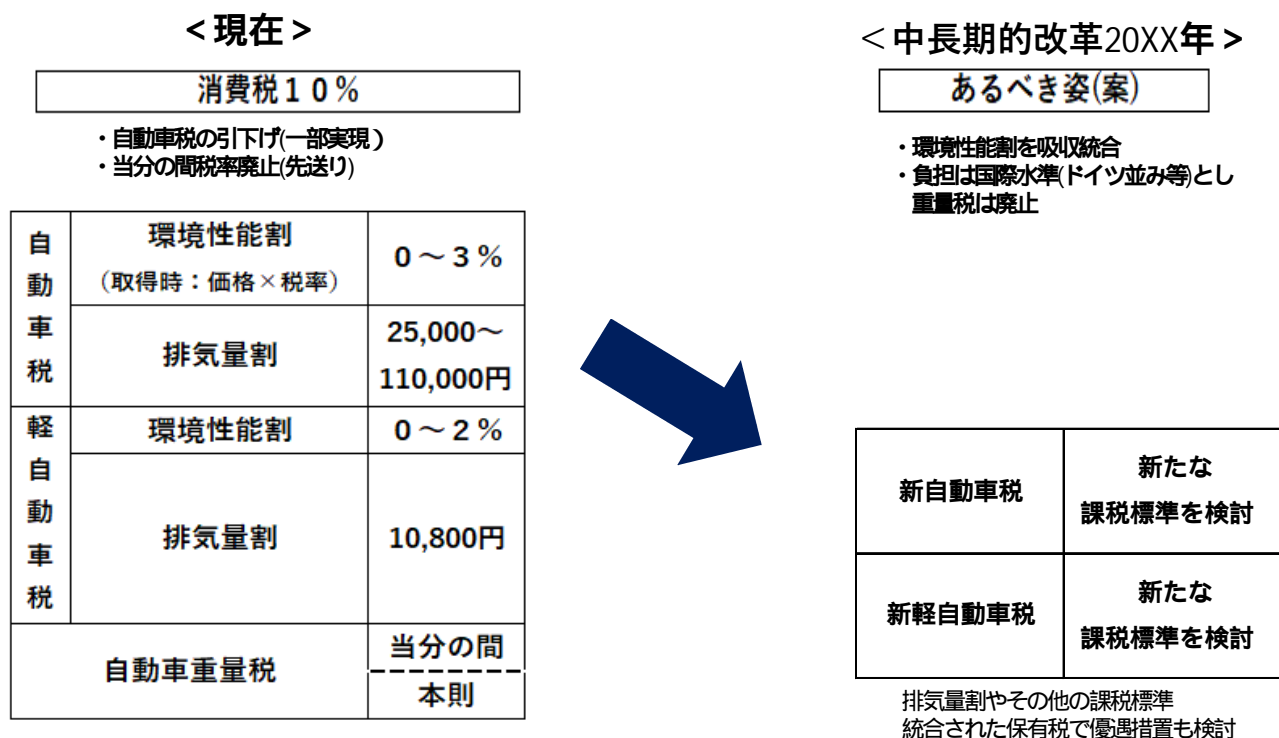 ＜現在＞
消費税１０％
・自動車税の引下げ(一部実現)
・当分の間税率廃止(先送り)
自動車税
環境性能割
（取得時：価格×税率）
０～３％
排気量割
25,000～
110,000円
軽自動車税
環境性能割
０～２％
排気量割
10,800円
自動車重量税
当分の間
本則
＜中長期的改革20XX年＞
あるべき姿(案)
・環境性能割を吸収統合
・負担は国際水準(ドイツ並み等)とし
重量税は廃止
新自動車税
新たな
課税標準を検討
新軽自動車税
新たな
課税標準を検討
排気量割やその他の課税標準
統合された保有税で優遇措置も検討